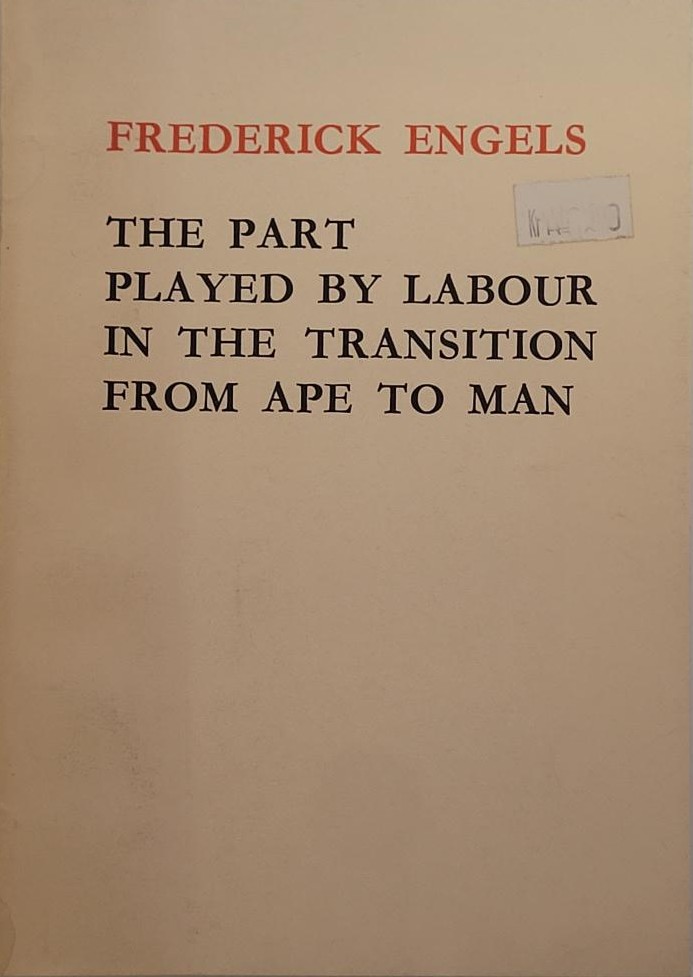 FREDERICK ENGELS
THE PART
PLAYED BY LABOUR
IN THE TRANSITION
FROM APE TO MAN